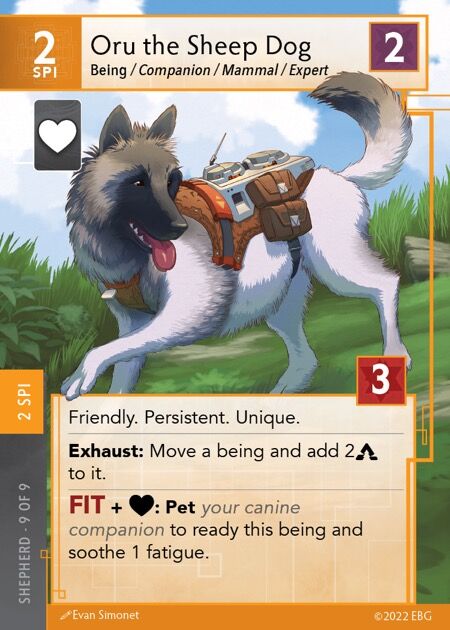 2
SPI
Oru the Sheep Dog
2
Being / Companion / Mammal / Expert
3
2 SPI
Friendly. Persistent. Unique.
Exhaust: Move a being and add 2
to it.
FIT + : Pet your canine
companion to ready this being and
soothe 1 fatigue.
SHEPHERD - 9 OF 9
Evan Simonet
©2022 EBG